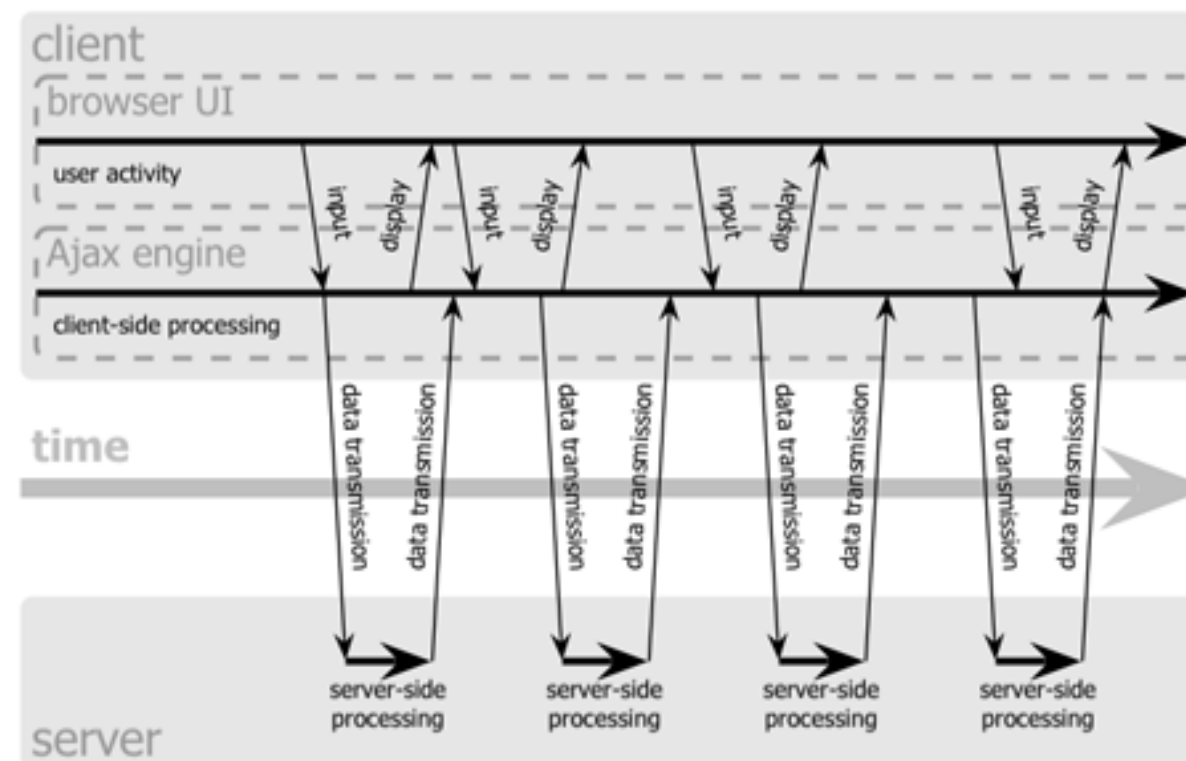 client
browser UI
user activity
input
display
input
display
input
display
input
display
Ajax engine
client-side processing
data transmission
data transmission
data transmission
data transmission
data transmission
data transmission
data transmission
data transmission
time
server-side
processing
server-side
processing
server-side
processing
server-side
processing
server